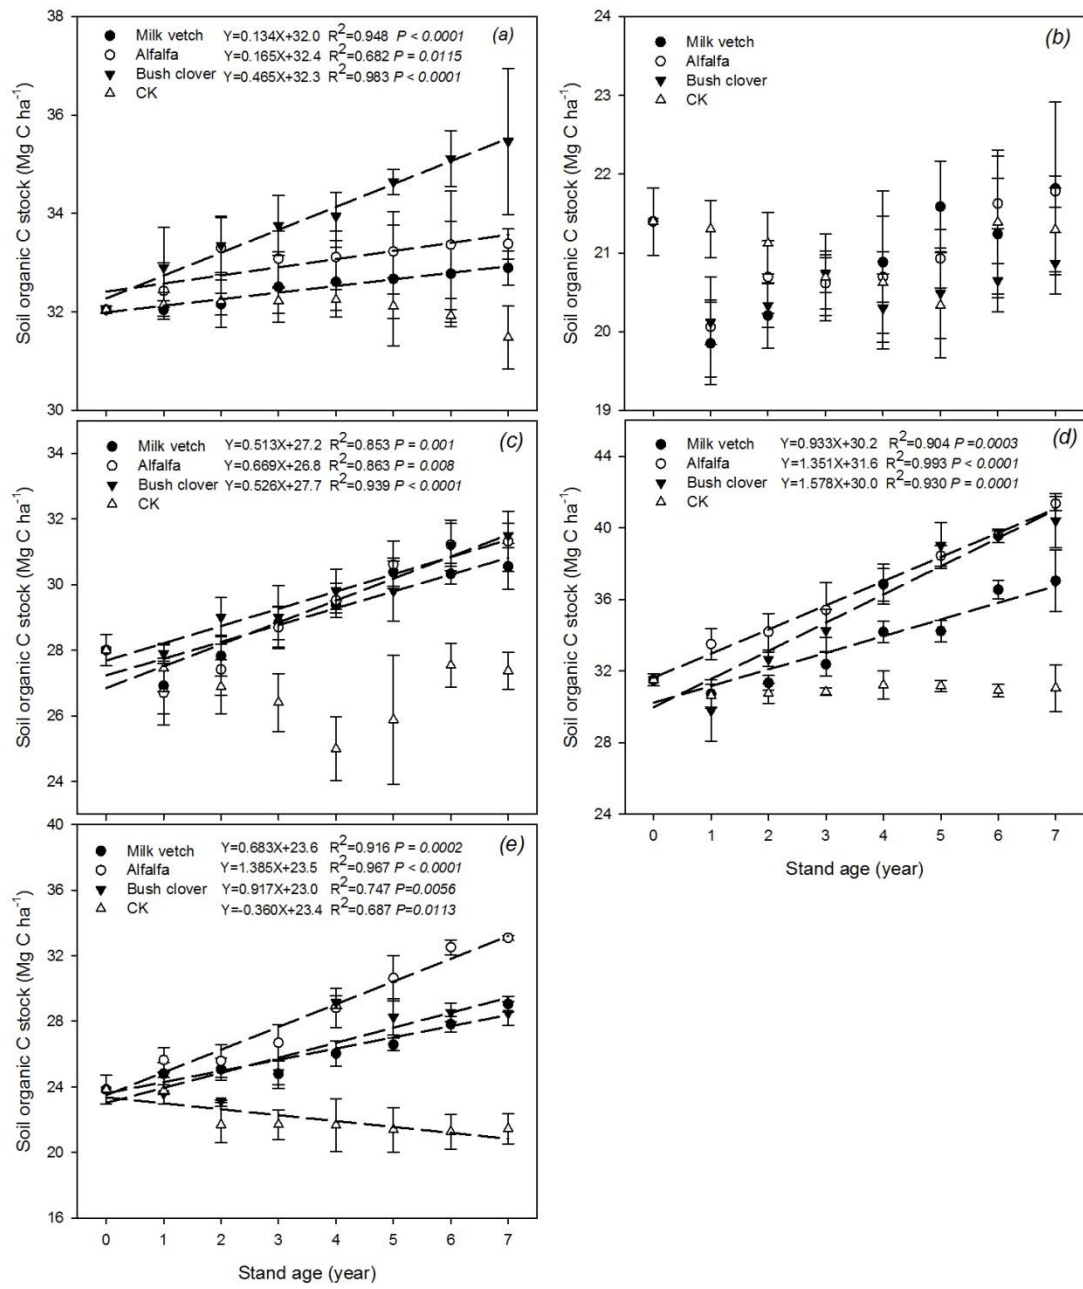 (a)
Milk vetch Y=0.134X+32.0 R²=0.948 P < 0.0001
Alfalfa Y=0.165X+32.4 R²=0.682 P = 0.0115
Bush clover Y=0.465X+32.3 R²=0.983 P < 0.0001
CK
Soil organic C stock (Mg C ha⁻¹)
38
36
34
32
30
(b)
Milk vetch
Alfalfa
Bush clover
CK
Soil organic C stock (Mg C ha⁻¹)
24
23
22
21
20
19
(c)
Milk vetch Y=0.513X+27.2 R²=0.853 P = 0.001
Alfalfa Y=0.669X+26.8 R²=0.863 P = 0.008
Bush clover Y=0.526X+27.7 R²=0.939 P < 0.0001
CK
Soil organic C stock (Mg C ha⁻¹)
34
32
30
28
26
24
(d)
Milk vetch Y=0.933X+30.2 R²=0.904 P=0.0003
Alfalfa Y=1.351X+31.6 R²=0.993 P < 0.0001
Bush clover Y=1.578X+30.0 R²=0.930 P = 0.0001
CK
Soil organic C stock (Mg C ha⁻¹)
44
40
36
32
28
24
0 1 2 3 4 5 6 7
Stand age (year)
(e)
Milk vetch Y=0.683X+23.6 R²=0.916 P = 0.0002
Alfalfa Y=1.385X+23.5 R²=0.967 P < 0.0001
Bush clover Y=0.917X+23.0 R²=0.747 P=0.0056
CK Y=-0.360X+23.4 R²=0.687 P=0.0113
Soil organic C stock (Mg C ha⁻¹)
40
36
32
28
24
20
16
0 1 2 3 4 5 6 7
Stand age (year)